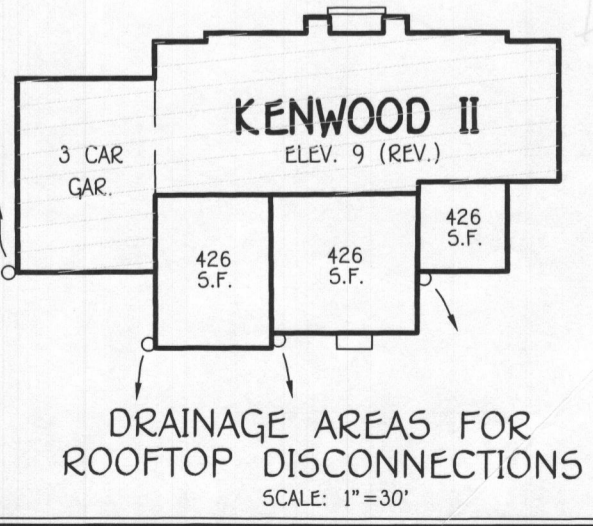 KENWOOD II
ELEV. 9 (REV.)
3 CAR
GAR.
426
S.F.
426
S.F.
426
S.F.
DRAINAGE AREAS FOR
ROOFTOP DISCONNECTIONS
SCALE: 1"=30'